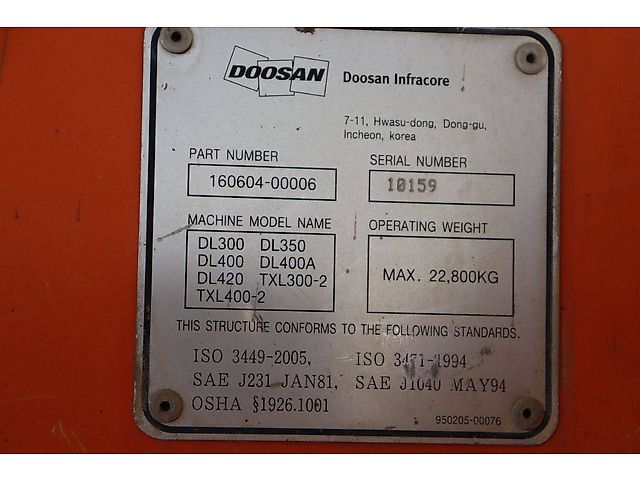 DOOSAN Doosan Infracore
7-11, Hwasu-dong, Dong-gu,
Incheon, korea
PART NUMBER
160604-00006
SERIAL NUMBER
10159
MACHINE MODEL NAME
DL300 DL350
DL400 DL400A
DL420 TXL300-2
TXL400-2
OPERATING WEIGHT
MAX. 22,800KG
THIS STRUCTURE CONFORMS TO THE FOLLOWING STANDARDS.
ISO 3449-2005, ISO 3471-1994
SAE J231 JAN81, SAE J1040 MAY94
OSHA §1926.1001
950205-00076